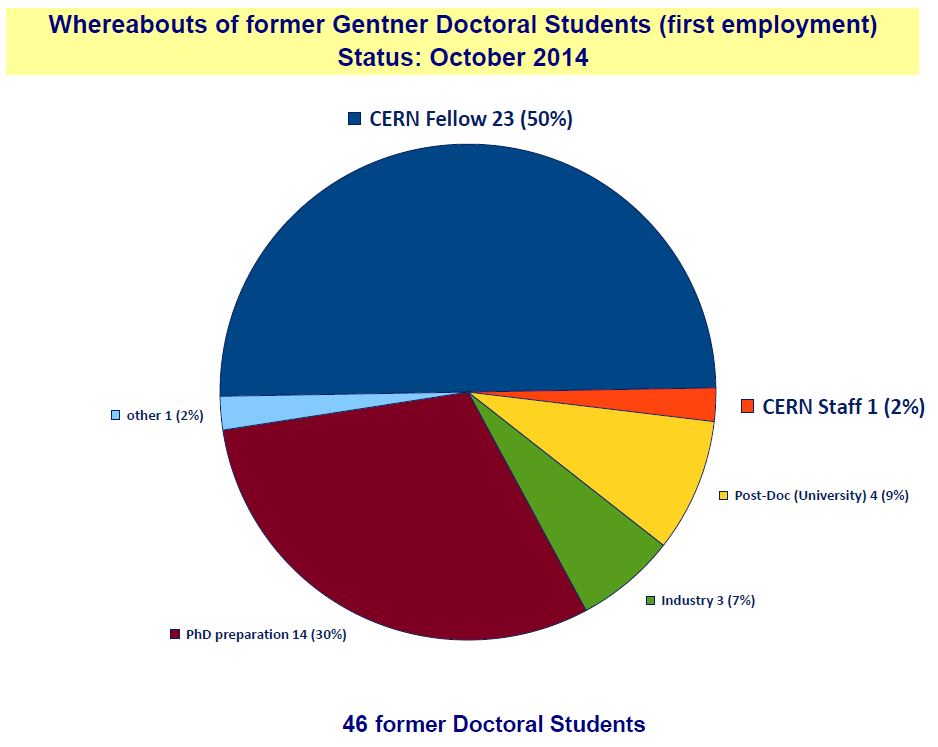 Whereabouts of former Gentner Doctoral Students (first employment)
Status: October 2014
CERN Fellow 23 (50%)
CERN Staff 1 (2%)
other 1 (2%)
Post-Doc (University) 4 (9%)
Industry 3 (7%)
PhD preparation 14 (30%)
46 former Doctoral Students